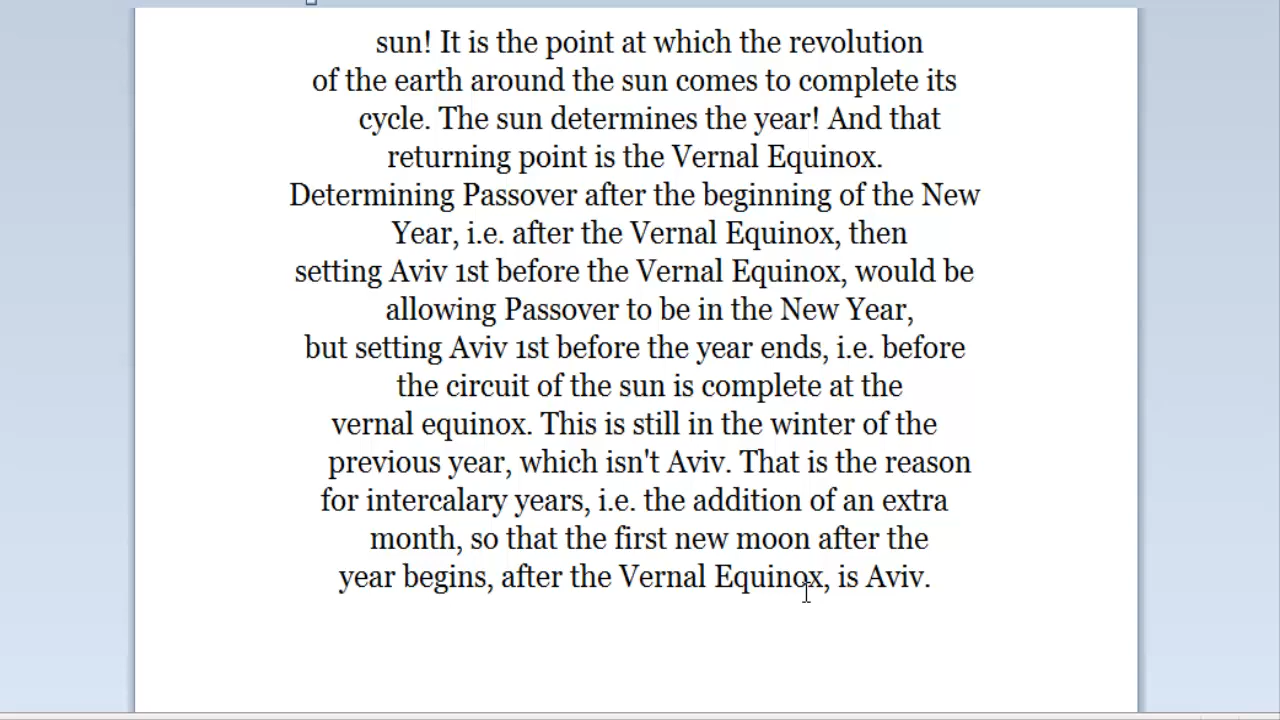 sun! It is the point at which the revolution
of the earth around the sun comes to complete its
cycle. The sun determines the year! And that
returning point is the Vernal Equinox.
Determining Passover after the beginning of the New
Year, i.e. after the Vernal Equinox, then
setting Aviv 1st before the Vernal Equinox, would be
allowing Passover to be in the New Year,
but setting Aviv 1st before the year ends, i.e. before
the circuit of the sun is complete at the
vernal equinox. This is still in the winter of the
previous year, which isn't Aviv. That is the reason
for intercalary years, i.e. the addition of an extra
month, so that the first new moon after the
year begins, after the Vernal Equinox, is Aviv.